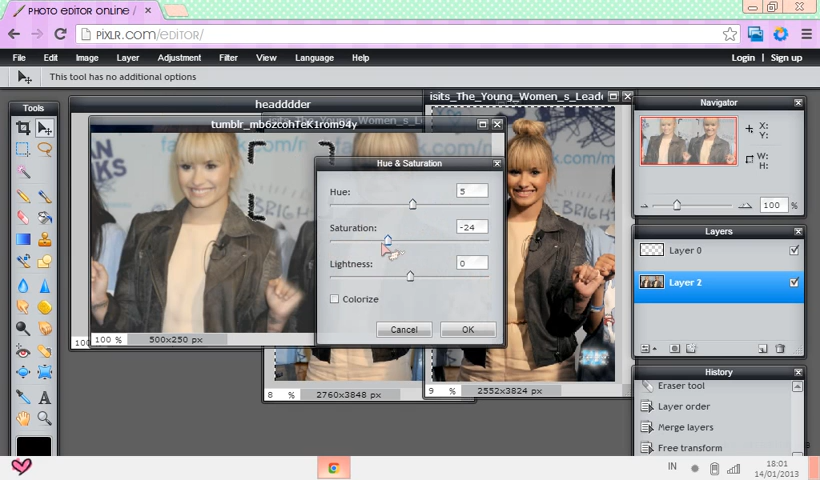 PHOTO EDITOR ONLINE /
PIXLR.COM/EDITOR/
File Edit Image Layer Adjustment Filter View Language Help
Login | Sign up
This tool has no additional options
Tools
headdddder
isits_The_Young_Women_s_Leade
Navigator
tumblr_mb6zcohTeK1rom94y
X:
Y:
W:
H:
100 %
Hue & Saturation
Hue: 5
Saturation: -24
Lightness: 0
Colorize
Cancel OK
BRIGH
Layers
Layer 0
Layer 2
100 % 500x250 px
8 % 2760x3848 px
9 % 2552x3824 px
History
Eraser tool
Layer order
Merge layers
Free transform
IN
18:01
14/01/2013